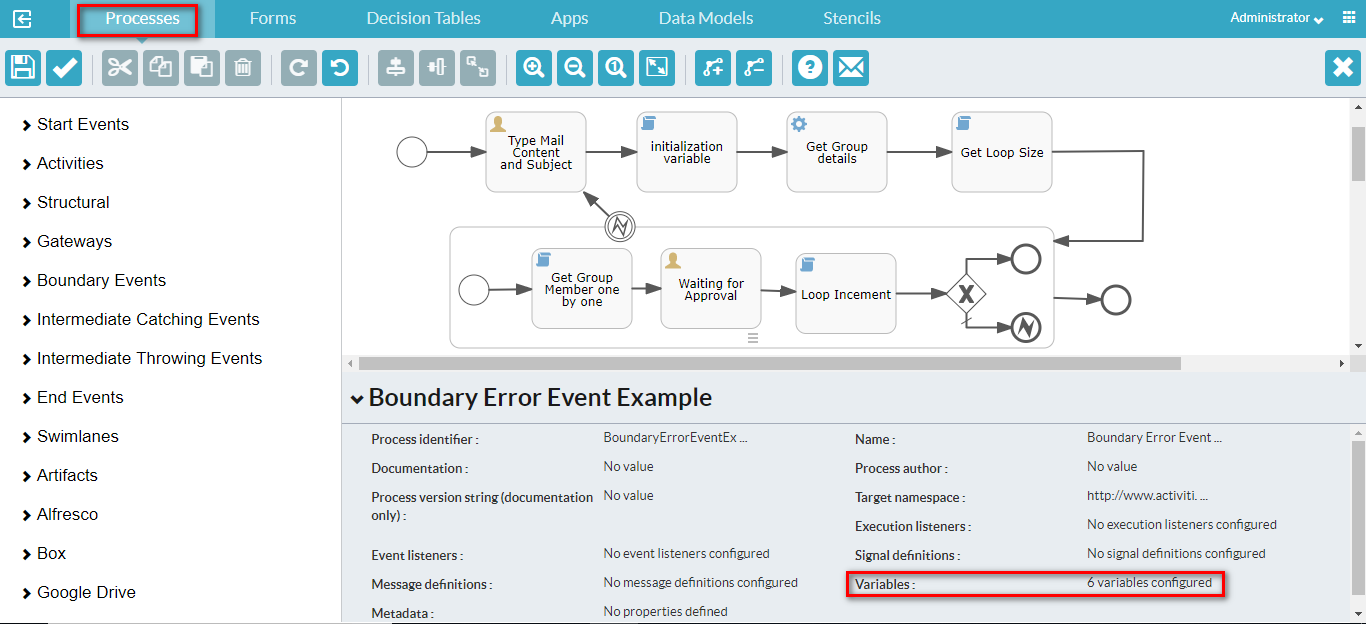 Processes
Forms
Decision Tables
Apps
Data Models
Stencils
Administrator
Start Events
Activities
Structural
Gateways
Boundary Events
Intermediate Catching Events
Intermediate Throwing Events
End Events
Swimlanes
Artifacts
Alfresco
Box
Google Drive
Type Mail
Content
and Subject
initialization
variable
Get Group
details
Get Loop Size
Get Group
Member one
by one
Waiting for
Approval
Loop Incement
X
Boundary Error Event Example
Process identifier :
BoundaryErrorEventEx ...
Name :
Boundary Error Event ...
Documentation :
No value
Process author :
No value
Process version string (documentation
only) :
No value
Target namespace :
http://www.activiti. ...
Execution listeners :
No execution listeners configured
Event listeners :
No event listeners configured
Signal definitions :
No signal definitions configured
Message definitions :
No message definitions configured
Variables :
6 variables configured
Metadata :
No properties defined